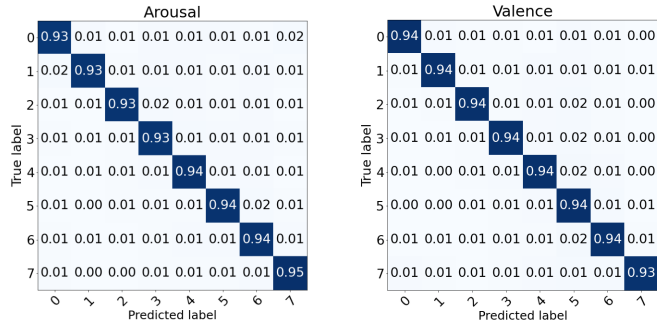 Arousal
0 0.93 0.01 0.01 0.01 0.01 0.01 0.01 0.02
1 0.02 0.93 0.01 0.01 0.01 0.01 0.01 0.01
2 0.01 0.01 0.93 0.02 0.01 0.01 0.01 0.01
3 0.01 0.01 0.01 0.93 0.01 0.01 0.01 0.01
4 0.01 0.01 0.01 0.01 0.94 0.01 0.01 0.01
5 0.01 0.00 0.01 0.01 0.01 0.94 0.02 0.01
6 0.01 0.01 0.01 0.01 0.01 0.01 0.94 0.01
7 0.01 0.00 0.00 0.01 0.01 0.01 0.01 0.95
0 1 2 3 4 5 6 7
True label
Predicted label
Valence
0 0.94 0.01 0.01 0.01 0.01 0.01 0.01 0.00
1 0.01 0.94 0.01 0.01 0.01 0.01 0.01 0.01
2 0.01 0.01 0.94 0.01 0.01 0.02 0.01 0.00
3 0.01 0.01 0.01 0.94 0.01 0.02 0.01 0.00
4 0.01 0.00 0.01 0.01 0.94 0.02 0.01 0.00
5 0.00 0.00 0.01 0.01 0.01 0.94 0.01 0.01
6 0.01 0.01 0.01 0.01 0.01 0.02 0.94 0.01
7 0.01 0.01 0.01 0.01 0.01 0.01 0.01 0.93
0 1 2 3 4 5 6 7
True label
Predicted label